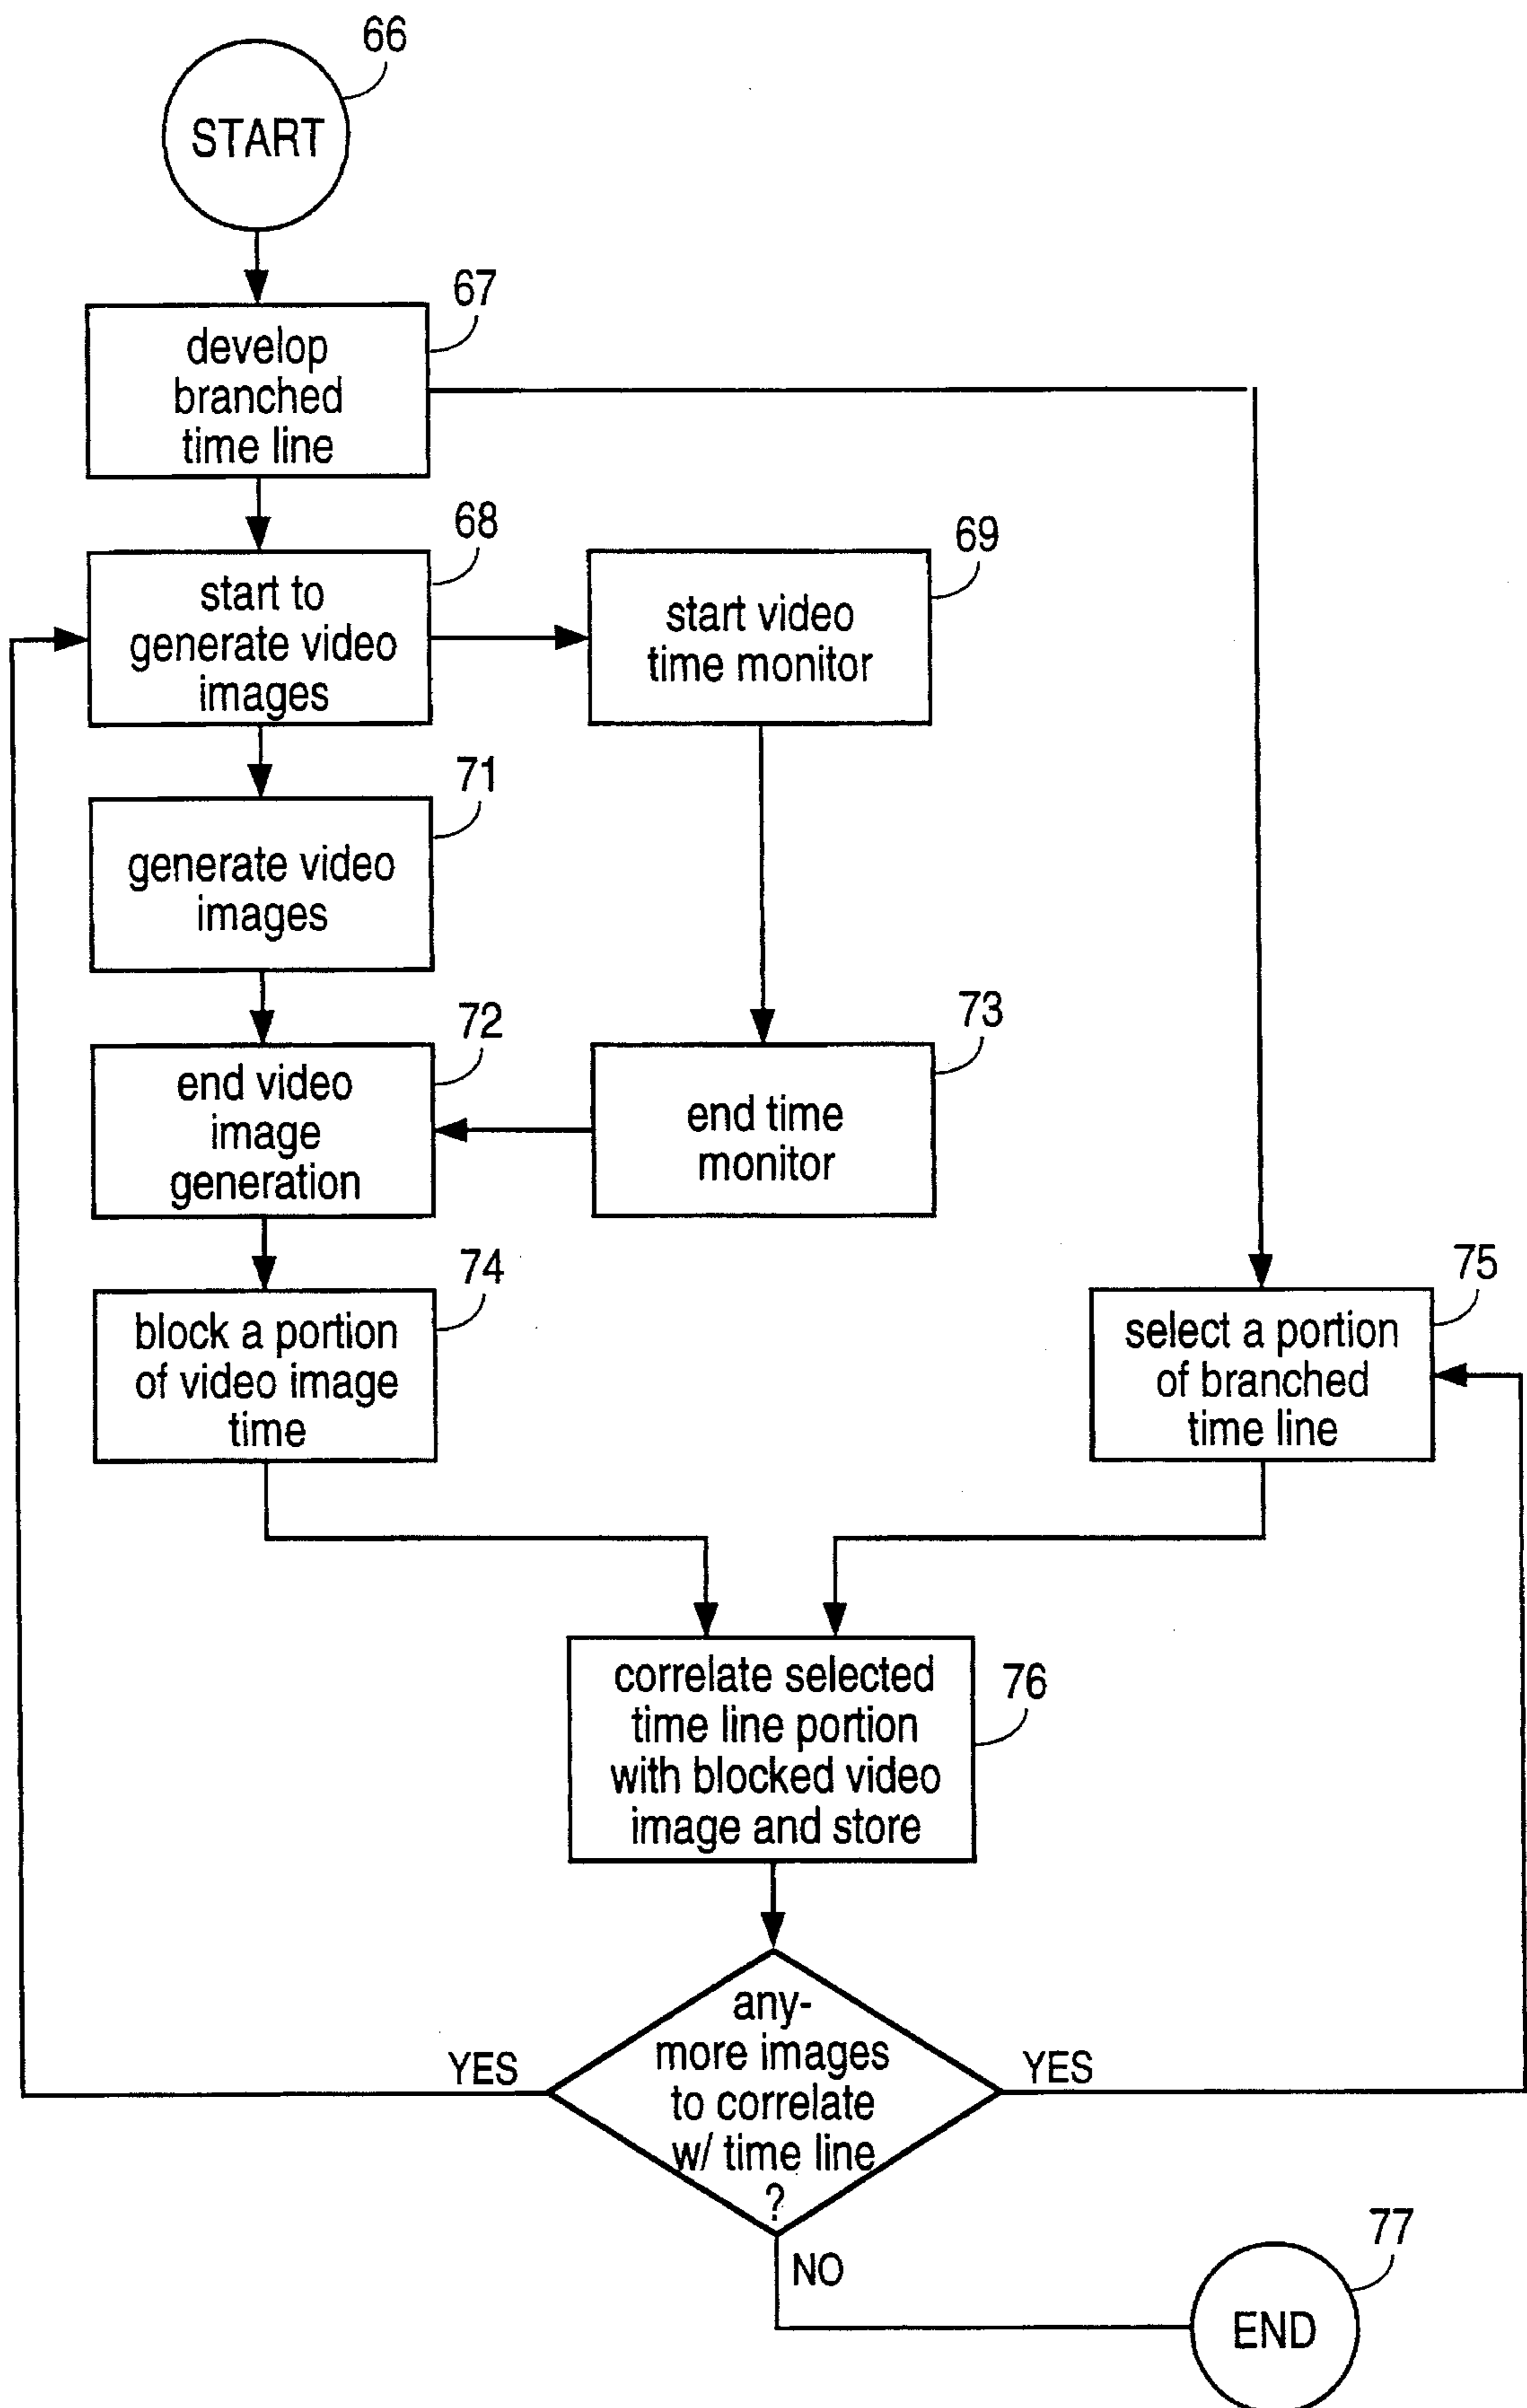 66
START
67
develop
branched
time line
68
start to
generate video
images
69
start video
time monitor
71
generate video
images
72
end video
image
generation
73
end time
monitor
74
block a portion
of video image
time
75
select a portion
of branched
time line
76
correlate selected
time line portion
with blocked video
image and store
any-
more images
to correlate
w/ time line
?
YES
YES
NO
77
END